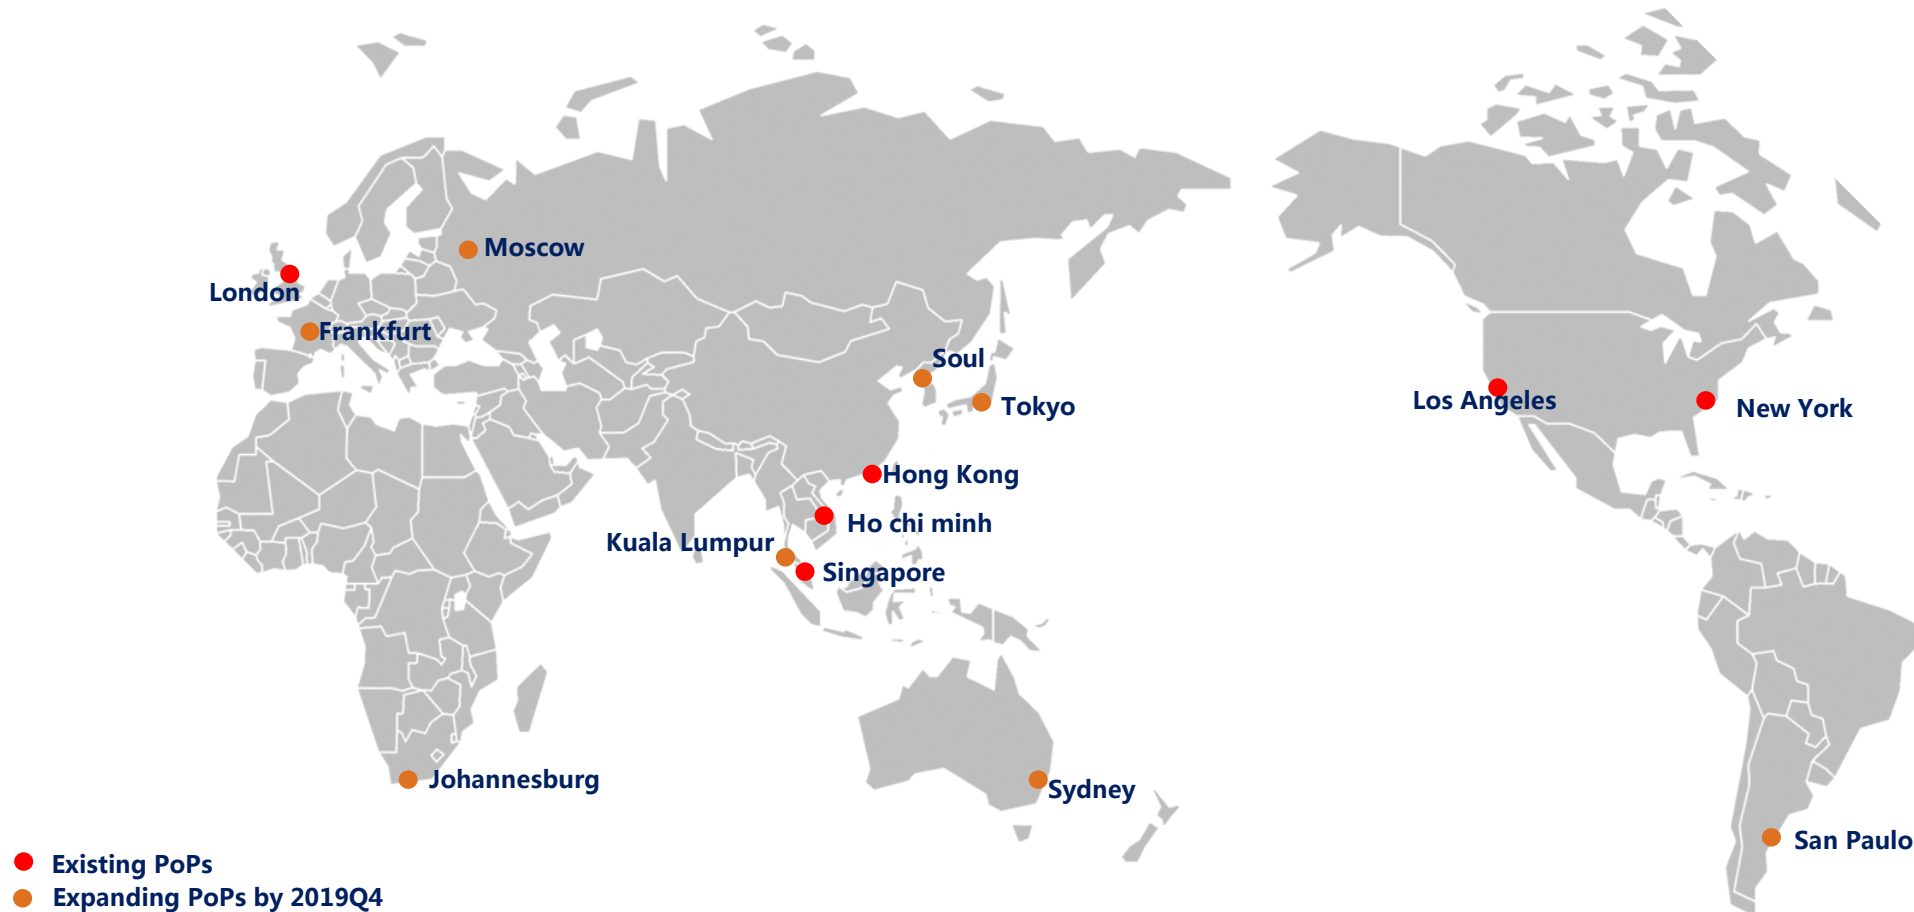 Moscow
London
Frankfurt
Soul
Tokyo
Los Angeles
New York
Hong Kong
Ho chi minh
Kuala Lumpur
Singapore
Johannesburg
Sydney
San Paulo
Existing PoPs
Expanding PoPs by 2019Q4